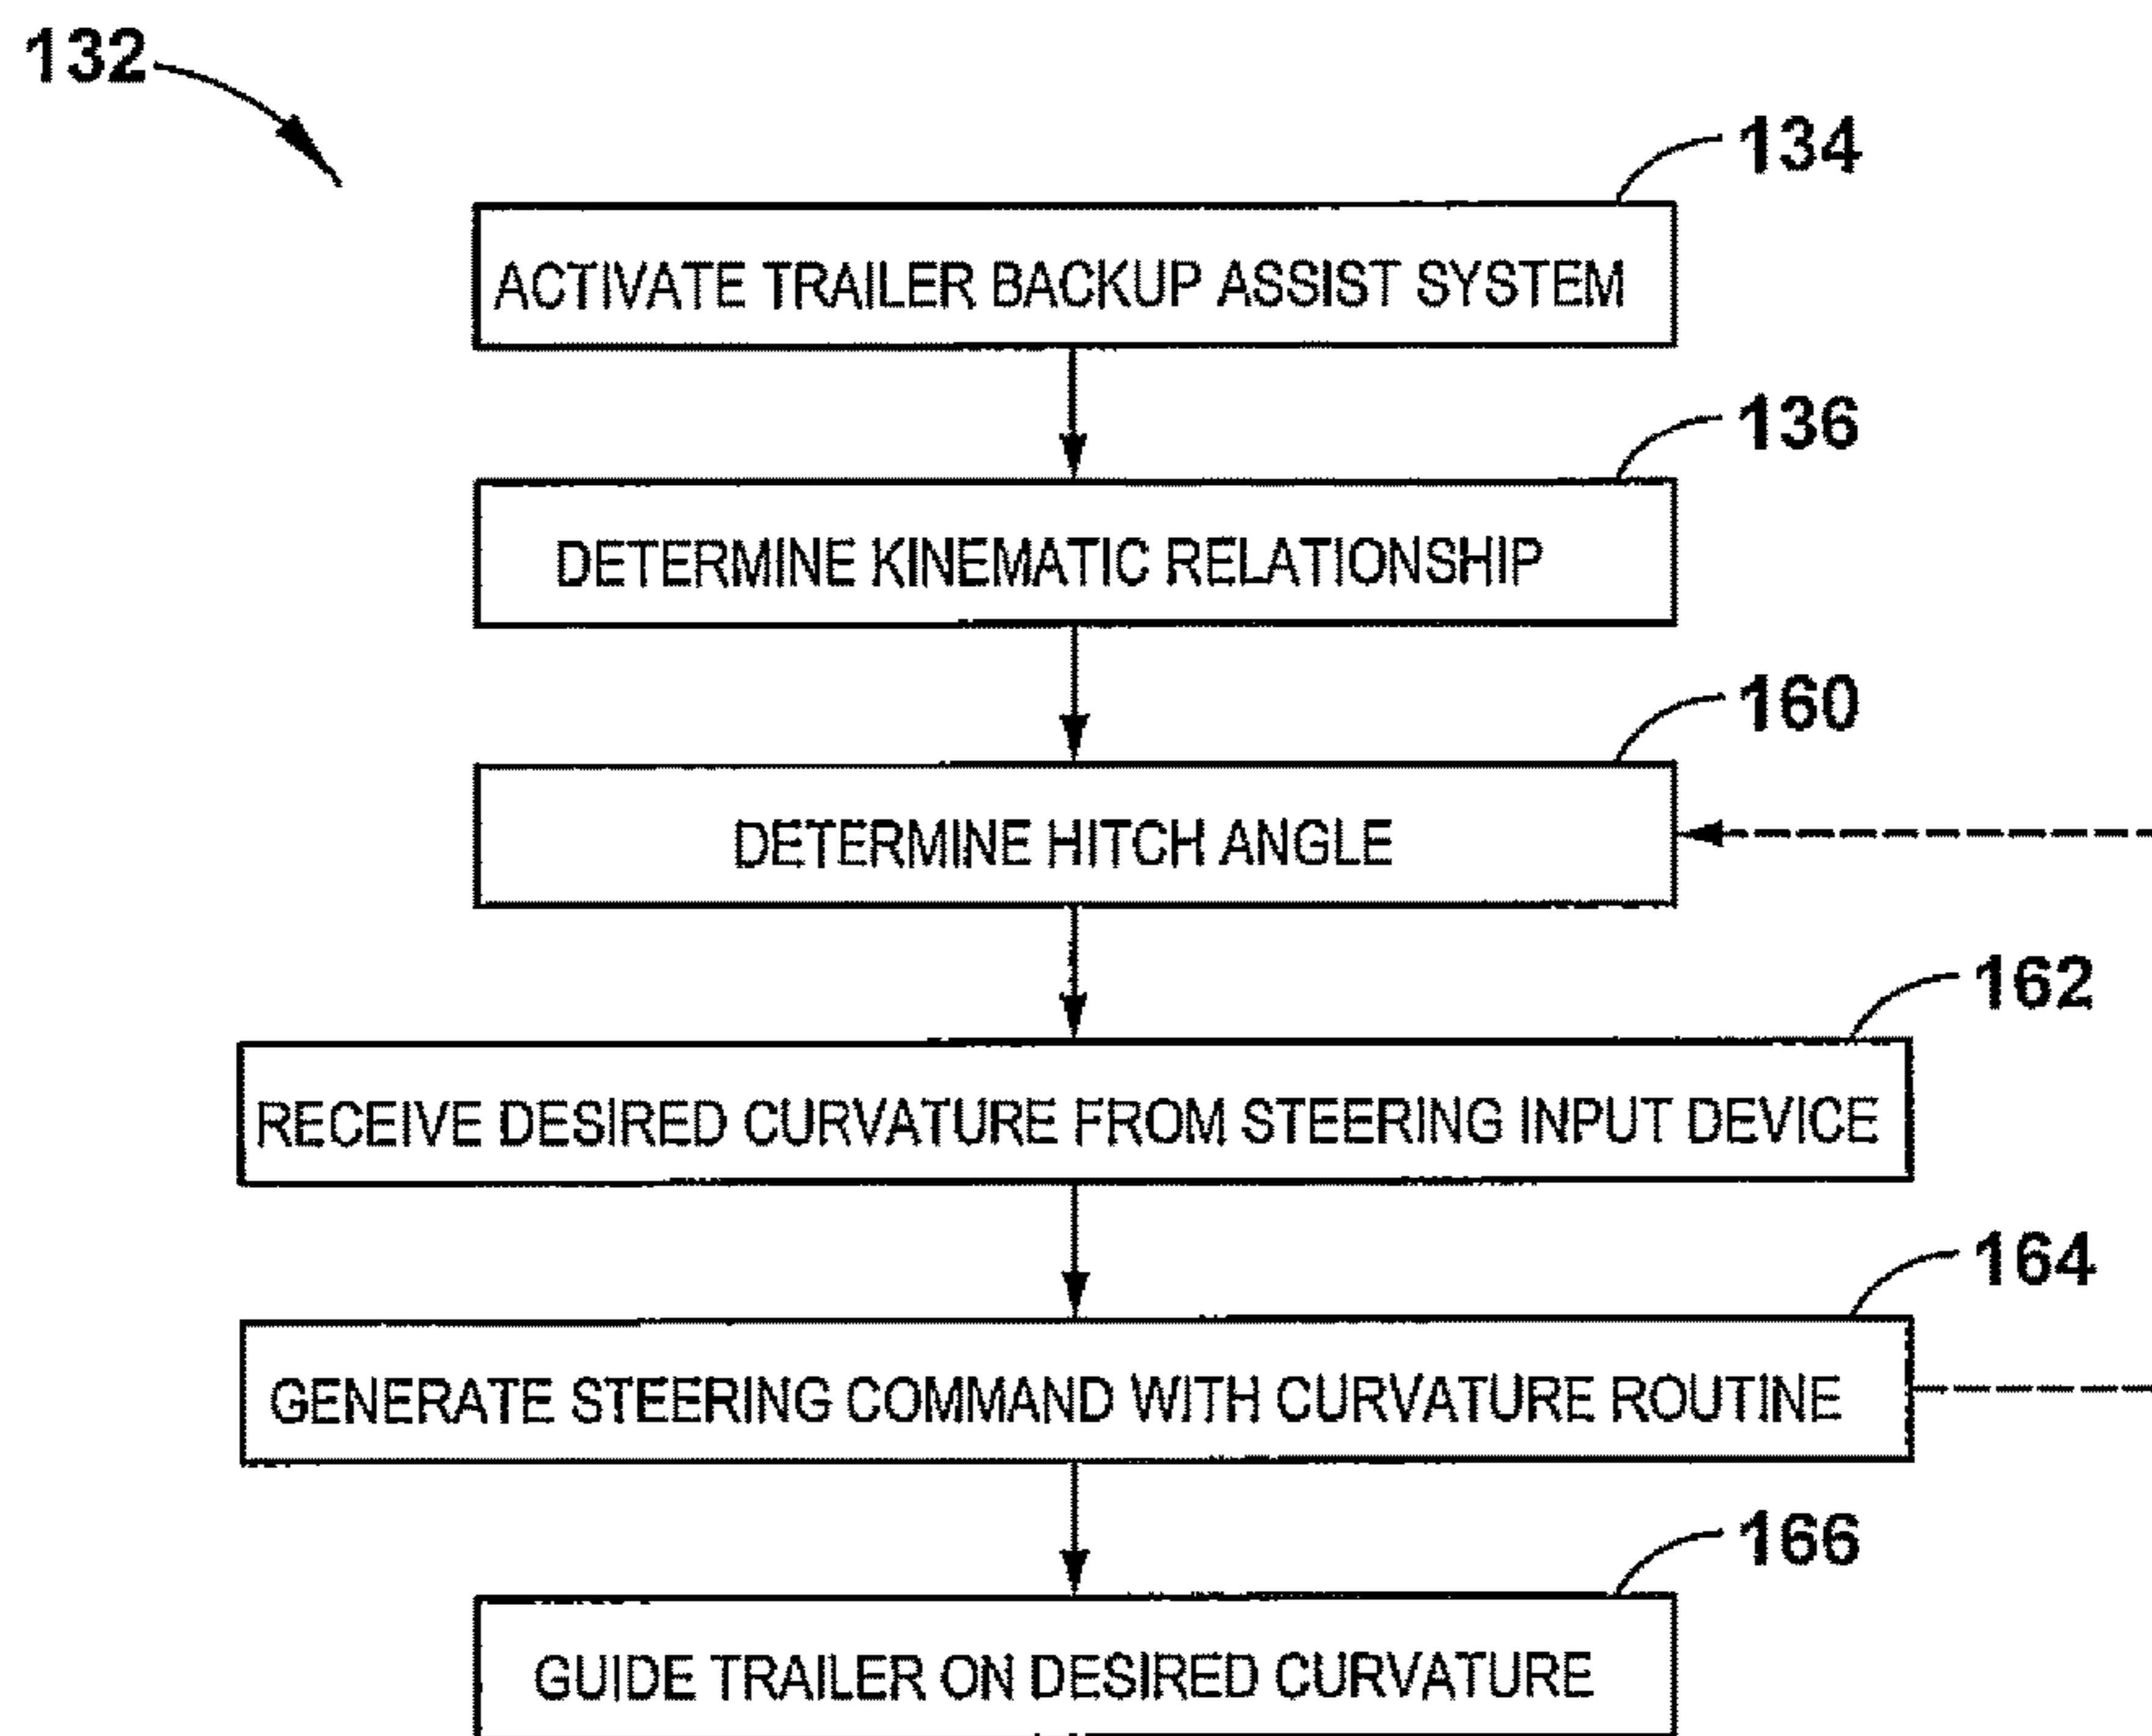 132
134
ACTIVATE TRAILER BACKUP ASSIST SYSTEM
136
DETERMINE KINEMATIC RELATIONSHIP
160
DETERMINE HITCH ANGLE
162
RECEIVE DESIRED CURVATURE FROM STEERING INPUT DEVICE
164
GENERATE STEERING COMMAND WITH CURVATURE ROUTINE
166
GUIDE TRAILER ON DESIRED CURVATURE